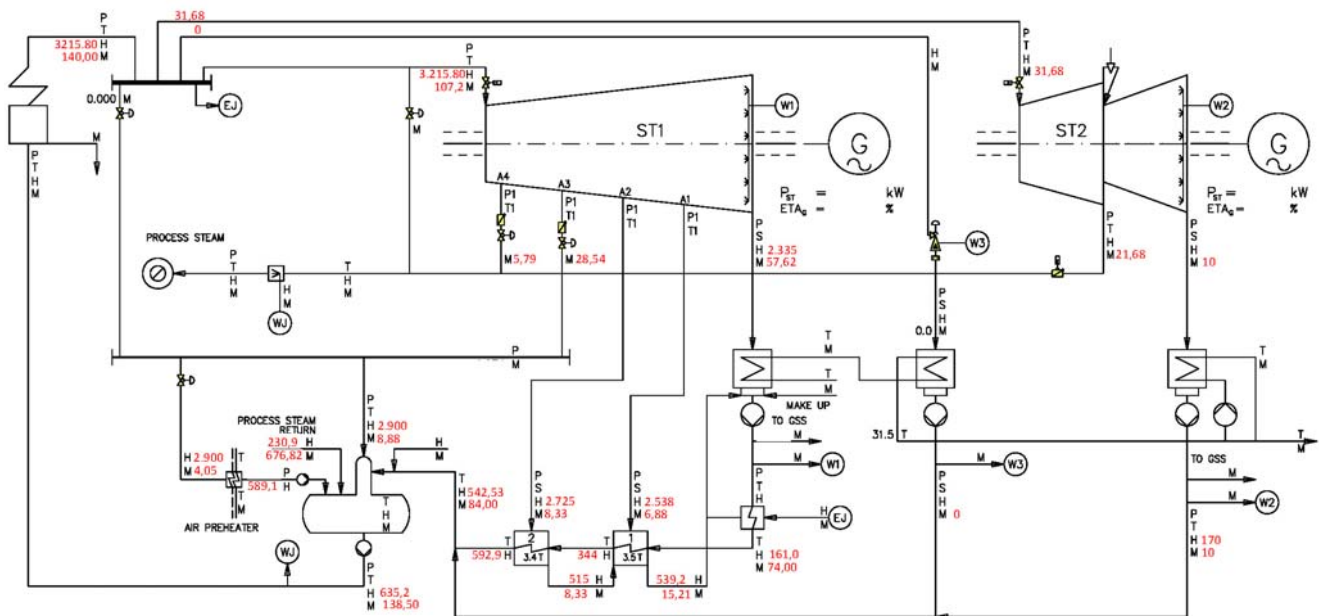 P
T
3215.80 H
140,00 M
31,68
0
P
T
3.215.80 H
107,2 M
P
T
H
M 31,68
H
M
0.000 M
EJ
M
M
P
T
H
M
ST1
W1
G
ST2
W2
G
P_ST = kW
ETA_G = %
P_ST = kW
ETA_G = %
A4
A3
A2
A1
P1
T1
P1
T1
P1
T1
P1
T1
M 5,79
M 28,54
P
S
H 2.335
M 57,62
W3
P
T
H
M 21,68
P
S
H
M 10
PROCESS STEAM
P
T
H
M
H
M
T
H
M
WJ
P
M
P
S
H
M
0.0
T
M
T
M
T
M
MAKE UP
TO GSS
M
M
W1
31.5 T
T
M
TO GSS
M
M
W2
M
W3
P
T
H 2.900
M 8,88
H
M
PROCESS STEAM
RETURN
230,9 H
676,82 M
H 2.900
M 4,05
T
T
M
P
H
589,1
AIR PREHEATER
T
H
M
T
H 542,53
M 84,00
P
S
H 2.725
M 8,33
P
S
H 2.538
M 6,88
P
T
H
H
M
EJ
P
S
H
M 0
P
T
H 170
M 10
T
592,9 H
2
3.4 T
T
344 H
1
3.5 T
T
H 161,0
M 74,00
515 H
8,33 M
539,2 H
15,21 M
WJ
P
T
H 635,2
M 138,50